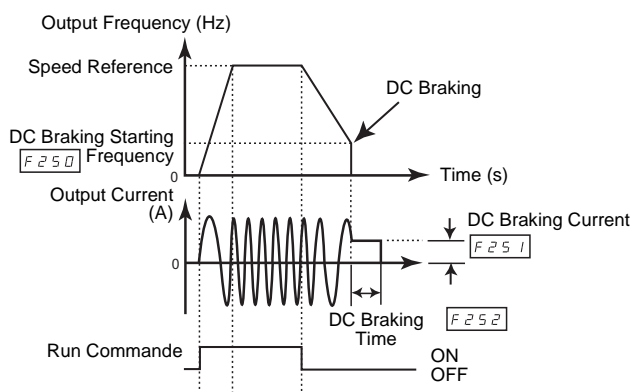 Output Frequency (Hz)
Speed Reference
DC Braking
DC Braking Starting
F250 Frequency
0
Time (s)
Output Current
(A)
DC Braking Current
F251
0
DC Braking
Time
F252
Run Commande
ON
OFF